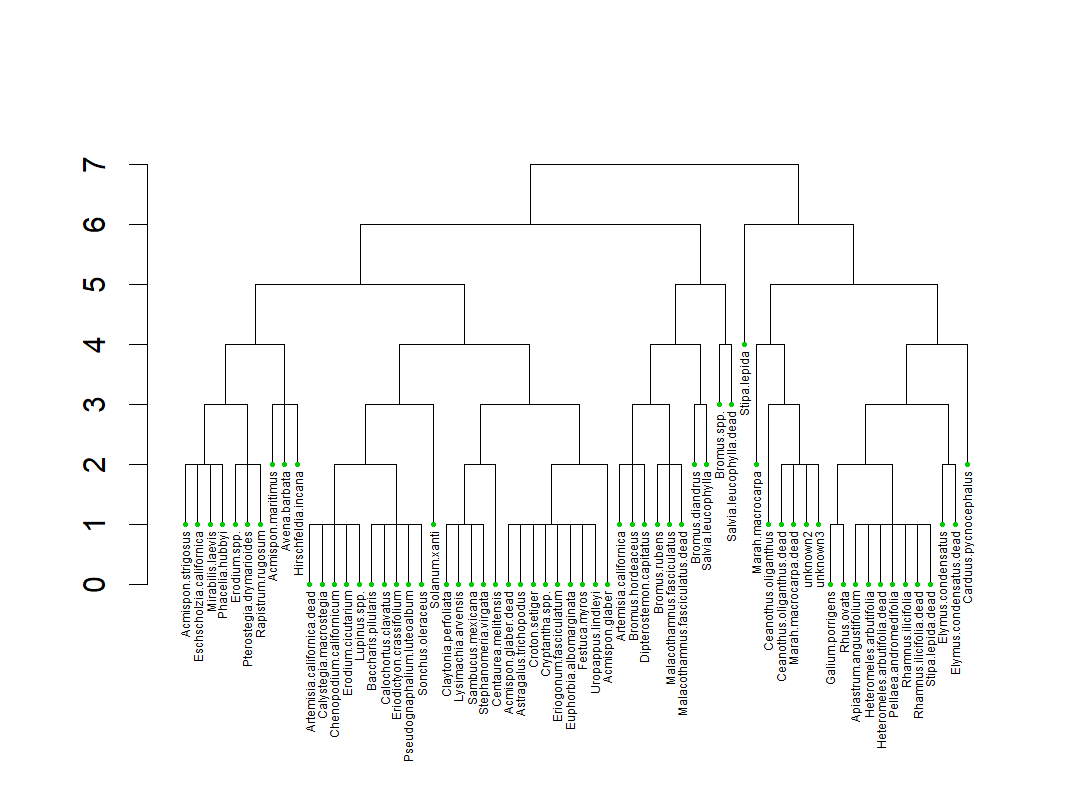 7
6
5
4
3
2
1
0
Acmispon.strigosus
Eschscholzia.californica
Mirabilis.laevis
Phacelia.hubbyi
Erodium.spp.
Pterostegia.drymarioides
Rapistrum.rugosum
Acmispon.maritimus
Avena.barbata
Hirschfeldia.incana
Artemisia.californica.dead
Calystegia.macrostegia
Chenopodium.californicum
Erodium.cicutarium
Lupinus.spp.
Baccharis.pilularis
Calochortus.clavatus
Eriodictyon.crassifolium
Pseudognaphalium.luteoalbum
Sonchus.oleraceus
Solanum.xanti
Claytonia.perfoliata
Lysimachia.arvensis
Sambucus.mexicana
Stephanomeria.virgata
Centaurea.melitensis
Acmispon.glaber.dead
Astragalus.trichopodus
Croton.setiger
Cryptantha.spp.
Eriogonum.fasciculatum
Euphorbia.albomarginata
Festuca.myros
Uropappus.lindleyi
Acmispon.glaber
Artemisia.californica
Bromus.hordeaceus
Dipterostemon.capitatus
Bromus.rubens
Malacothamnus.fasciculatus
Malacothamnus.fasciculatus.dead
Bromus.diandrus
Salvia.leucophylla
Bromus.spp.
Salvia.leucophylla.dead
Stipa.lepida
Marah.macrocarpa
Ceanothus.oliganthus
Ceanothus.oliganthus.dead
Marah.macrocarpa.dead
unknown2
unknown3
Galium.porrigens
Rhus.ovata
Apiastrum.angustifolium
Heteromeles.arbutifolia
Heteromeles.arbutifolia.dead
Pellaea.andromedifolia
Rhamnus.ilicifolia
Rhamnus.ilicifolia.dead
Stipa.lepida.dead
Elymus.condensatus
Elymus.condensatus.dead
Carduus.pycnocephalus